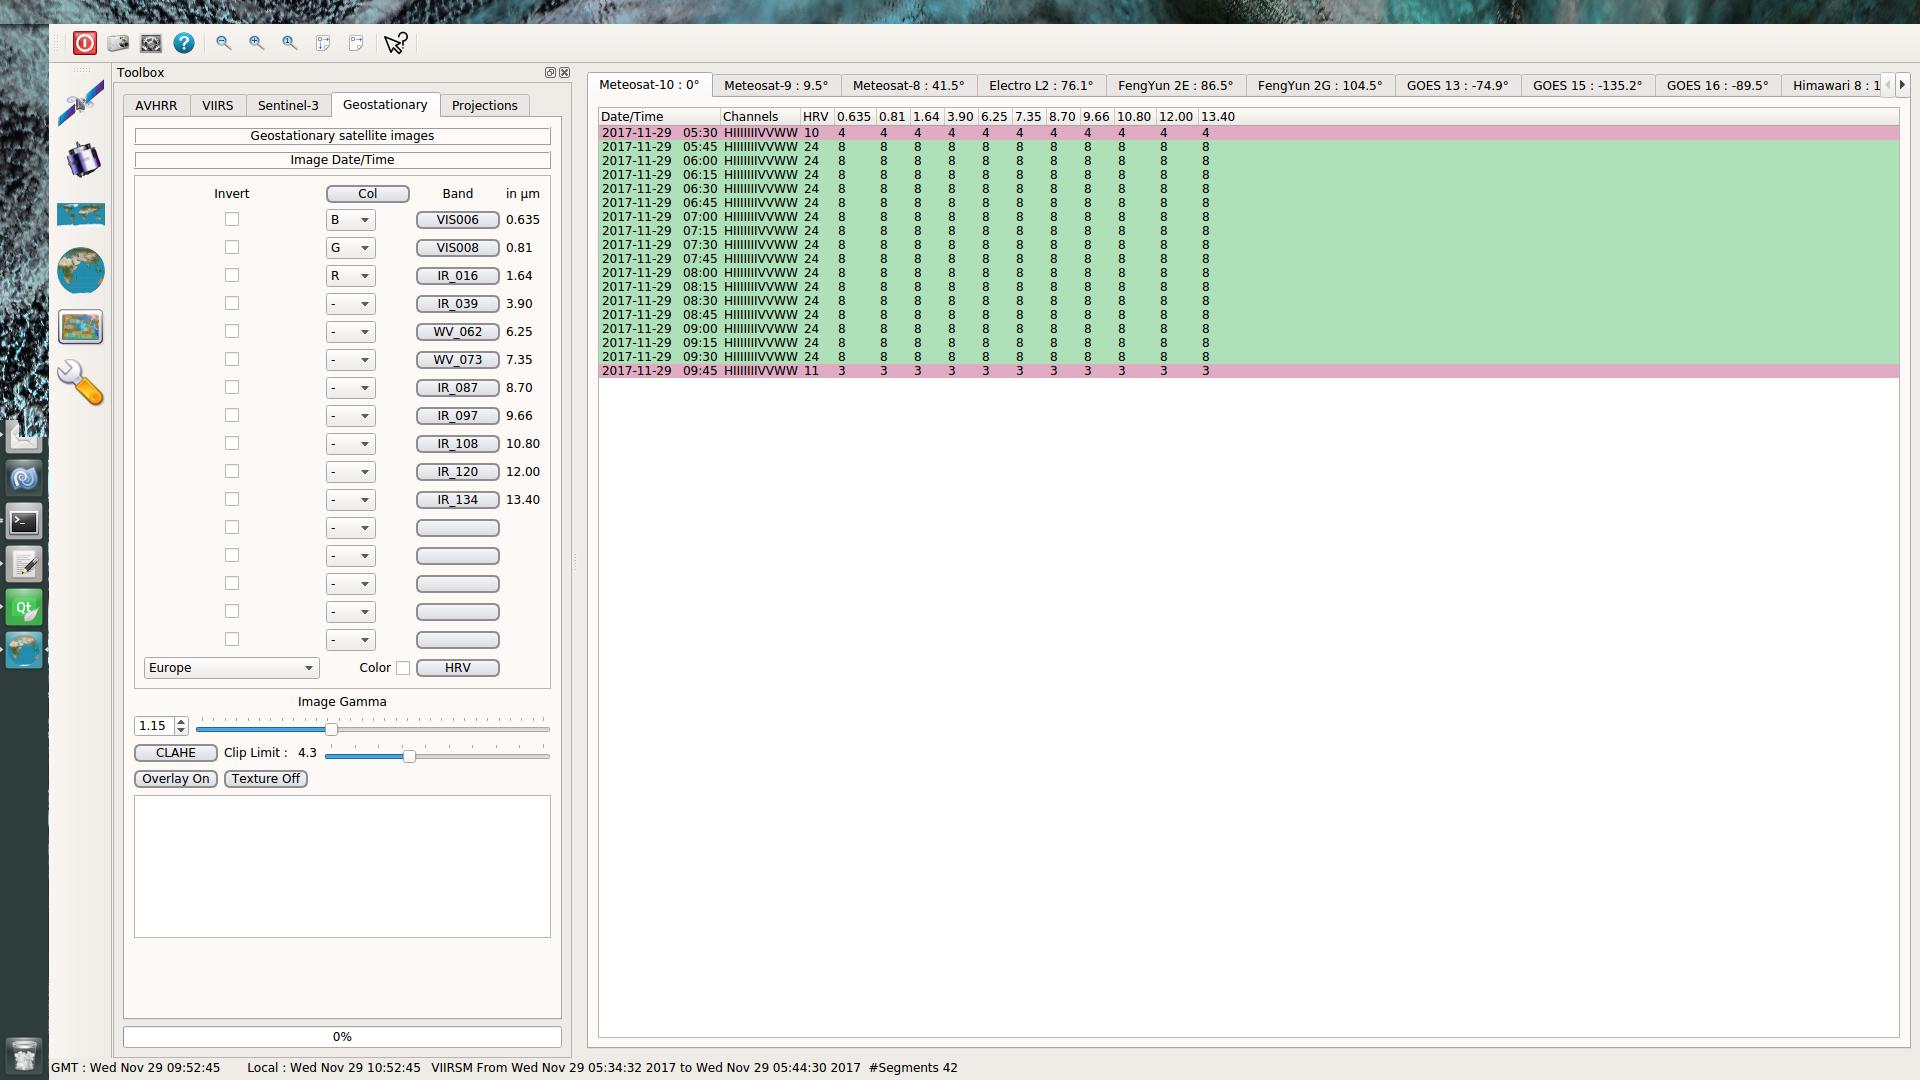 Toolbox
AVHRR VIIRS Sentinel-3 Geostationary Projections
Geostationary satellite images
Image Date/Time
Invert Col Band in µm
B VIS006 0.635
G VIS008 0.81
R IR_016 1.64
- IR_039 3.90
- WV_062 6.25
- WV_073 7.35
- IR_087 8.70
- IR_097 9.66
- IR_108 10.80
- IR_120 12.00
- IR_134 13.40
-
-
-
-
-
Europe Color HRV
Image Gamma
1.15
CLAHE Clip Limit : 4.3
Overlay On Texture Off
0%
Meteosat-10 : 0° Meteosat-9 : 9.5° Meteosat-8 : 41.5° Electro L2 : 76.1° FengYun 2E : 86.5° FengYun 2G : 104.5° GOES 13 : -74.9° GOES 15 : -135.2° GOES 16 : -89.5° Himawari 8 : 1
Date/Time Channels HRV 0.635 0.81 1.64 3.90 6.25 7.35 8.70 9.66 10.80 12.00 13.40
2017-11-29 05:30 HIIIIIIIVVWW 10 4 4 4 4 4 4 4 4 4 4 4
2017-11-29 05:45 HIIIIIIIVVWW 24 8 8 8 8 8 8 8 8 8 8 8
2017-11-29 06:00 HIIIIIIIVVWW 24 8 8 8 8 8 8 8 8 8 8 8
2017-11-29 06:15 HIIIIIIIVVWW 24 8 8 8 8 8 8 8 8 8 8 8
2017-11-29 06:30 HIIIIIIIVVWW 24 8 8 8 8 8 8 8 8 8 8 8
2017-11-29 06:45 HIIIIIIIVVWW 24 8 8 8 8 8 8 8 8 8 8 8
2017-11-29 07:00 HIIIIIIIVVWW 24 8 8 8 8 8 8 8 8 8 8 8
2017-11-29 07:15 HIIIIIIIVVWW 24 8 8 8 8 8 8 8 8 8 8 8
2017-11-29 07:30 HIIIIIIIVVWW 24 8 8 8 8 8 8 8 8 8 8 8
2017-11-29 07:45 HIIIIIIIVVWW 24 8 8 8 8 8 8 8 8 8 8 8
2017-11-29 08:00 HIIIIIIIVVWW 24 8 8 8 8 8 8 8 8 8 8 8
2017-11-29 08:15 HIIIIIIIVVWW 24 8 8 8 8 8 8 8 8 8 8 8
2017-11-29 08:30 HIIIIIIIVVWW 24 8 8 8 8 8 8 8 8 8 8 8
2017-11-29 08:45 HIIIIIIIVVWW 24 8 8 8 8 8 8 8 8 8 8 8
2017-11-29 09:00 HIIIIIIIVVWW 24 8 8 8 8 8 8 8 8 8 8 8
2017-11-29 09:15 HIIIIIIIVVWW 24 8 8 8 8 8 8 8 8 8 8 8
2017-11-29 09:30 HIIIIIIIVVWW 24 8 8 8 8 8 8 8 8 8 8 8
2017-11-29 09:45 HIIIIIIIVVWW 11 3 3 3 3 3 3 3 3 3 3 3
Qt
GMT : Wed Nov 29 09:52:45 Local : Wed Nov 29 10:52:45 VIIRSM From Wed Nov 29 05:34:32 2017 to Wed Nov 29 05:44:30 2017 #Segments 42